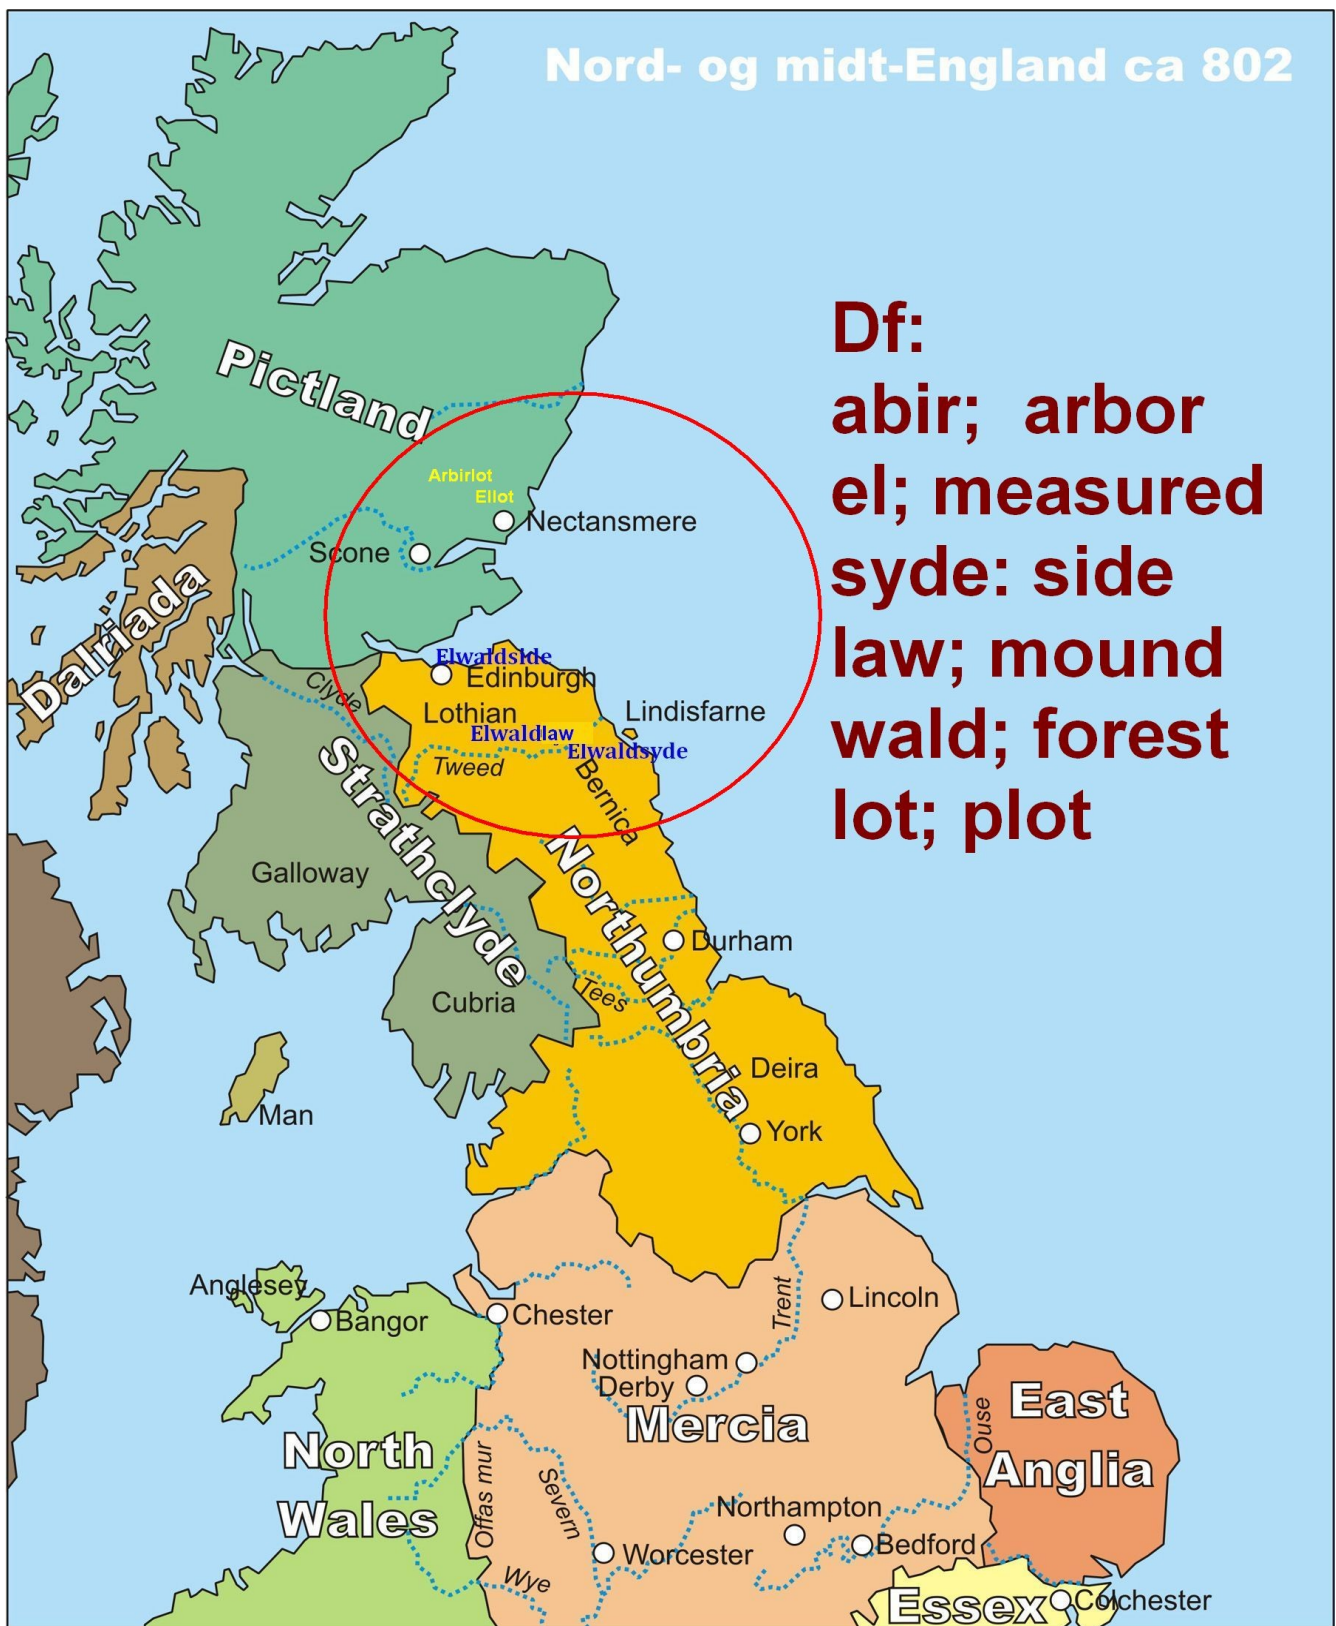 Nord- og midt-England ca 802
Df:
abir; arbor
el; measured
syde: side
law; mound
wald; forest
lot; plot
Pictland
Arbirlot
Eliot
Nectansmere
Scone
Dalriada
Elwaldside
Edinburgh
Clyde
Lothian
Lindisfarne
Elwaldlaw
Elwaldsyde
Tweed
Bernica
Strathclyde
Galloway
Northumbria
Durham
Cubria
Tees
Deira
Man
York
Anglesey
Bangor
Chester
Trent
Lincoln
Nottingham
Derby
Mercia
East
Anglia
Ouse
North
Wales
Offas mur
Severn
Northampton
Worcester
Bedford
Wye
Essex
Colchester